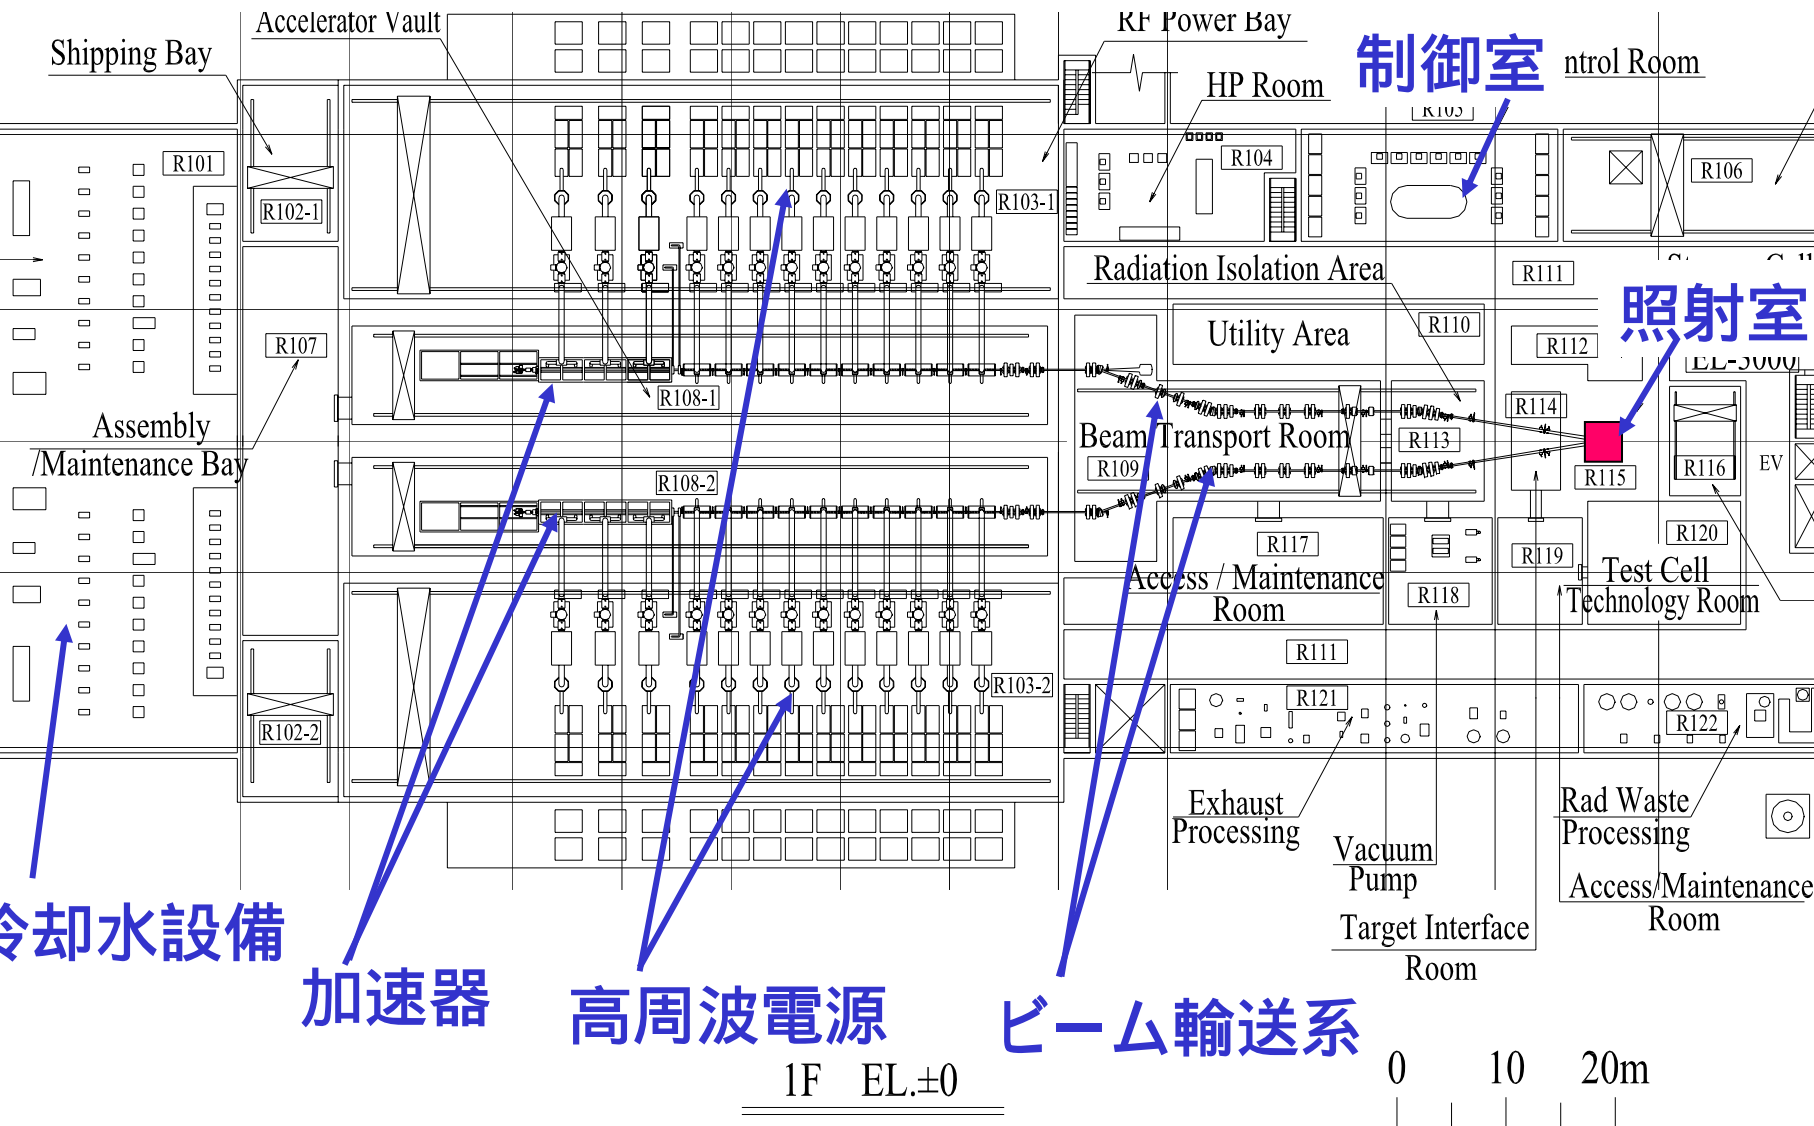 Accelerator Vault
RF Power Bay
Shipping Bay
制御室
ntrol Room
HP Room
R105
R101
R104
R106
R102-1
R103-1
Radiation Isolation Area
R111
照射室
Utility Area
R110
R107
R112
EL-3000
R108-1
R114
Assembly
/Maintenance Bay
Beam Transport Room
R113
R109
R115
R116
EV
R108-2
R117
R119
R120
Access / Maintenance
Room
R118
Test Cell
Technology Room
R111
R103-2
R121
R122
R102-2
Exhaust
Processing
Rad Waste
Processing
Vacuum
Pump
Access/Maintenance
Room
Target Interface
Room
冷却水設備
加速器
高周波電源
ビーム輸送系
1F EL.±0
0 10 20m